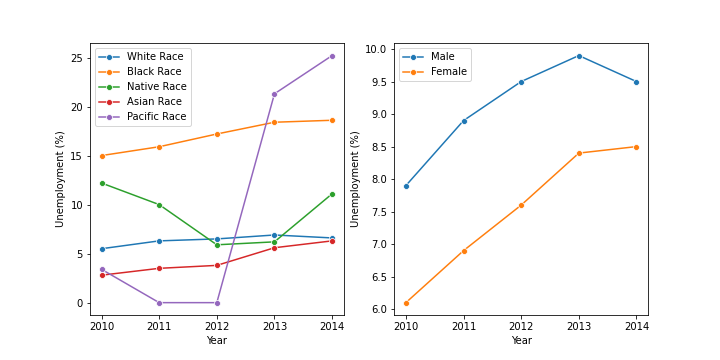 White Race
Black Race
Native Race
Asian Race
Pacific Race
Unemployment (%)
25
20
15
10
5
0
2010 2011 2012 2013 2014
Year
Male
Female
Unemployment (%)
10.0
9.5
9.0
8.5
8.0
7.5
7.0
6.5
6.0
2010 2011 2012 2013 2014
Year